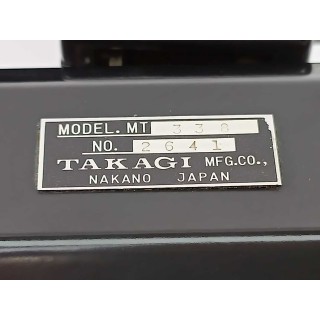 MODEL. MT 330
NO. 2641
TAKAGI MFG.CO.,
NAKANO JAPAN